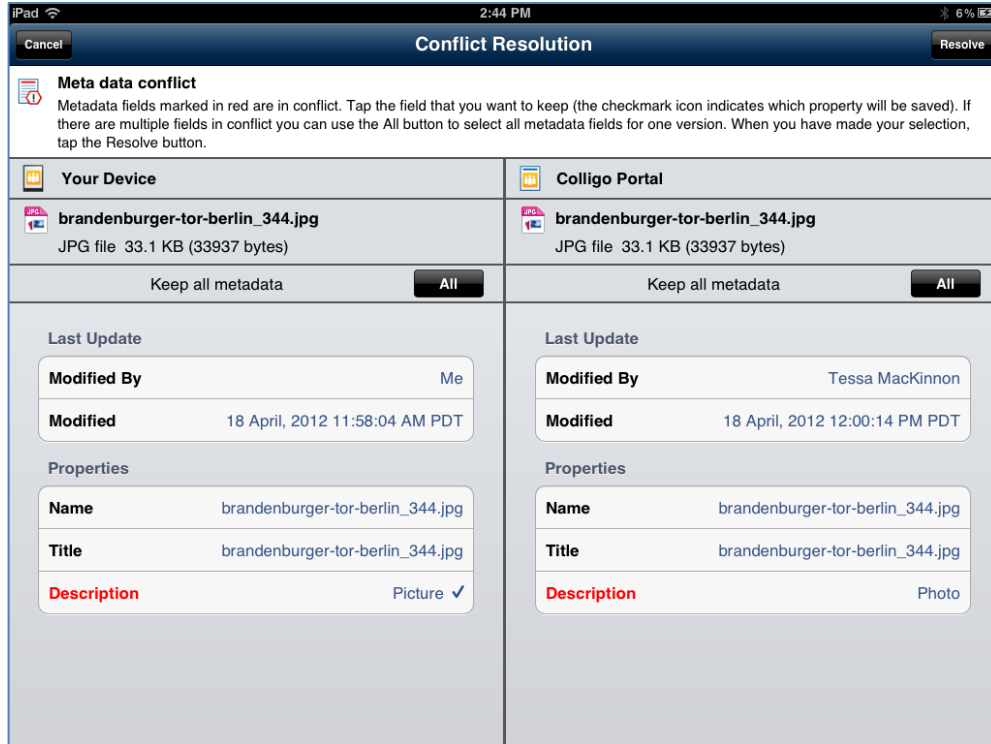 iPad 2:44 PM 6%
Cancel Conflict Resolution Resolve
Meta data conflict
Metadata fields marked in red are in conflict. Tap the field that you want to keep (the checkmark icon indicates which property will be saved). If
there are multiple fields in conflict you can use the All button to select all metadata fields for one version. When you have made your selection,
tap the Resolve button.
Your Device
JPG
brandenburger-tor-berlin_344.jpg
JPG file 33.1 KB (33937 bytes)
Keep all metadata All
Last Update
Modified By Me
Modified 18 April, 2012 11:58:04 AM PDT
Properties
Name brandenburger-tor-berlin_344.jpg
Title brandenburger-tor-berlin_344.jpg
Description Picture ✓
Colligo Portal
JPG
brandenburger-tor-berlin_344.jpg
JPG file 33.1 KB (33937 bytes)
Keep all metadata All
Last Update
Modified By Tessa MacKinnon
Modified 18 April, 2012 12:00:14 PM PDT
Properties
Name brandenburger-tor-berlin_344.jpg
Title brandenburger-tor-berlin_344.jpg
Description Photo